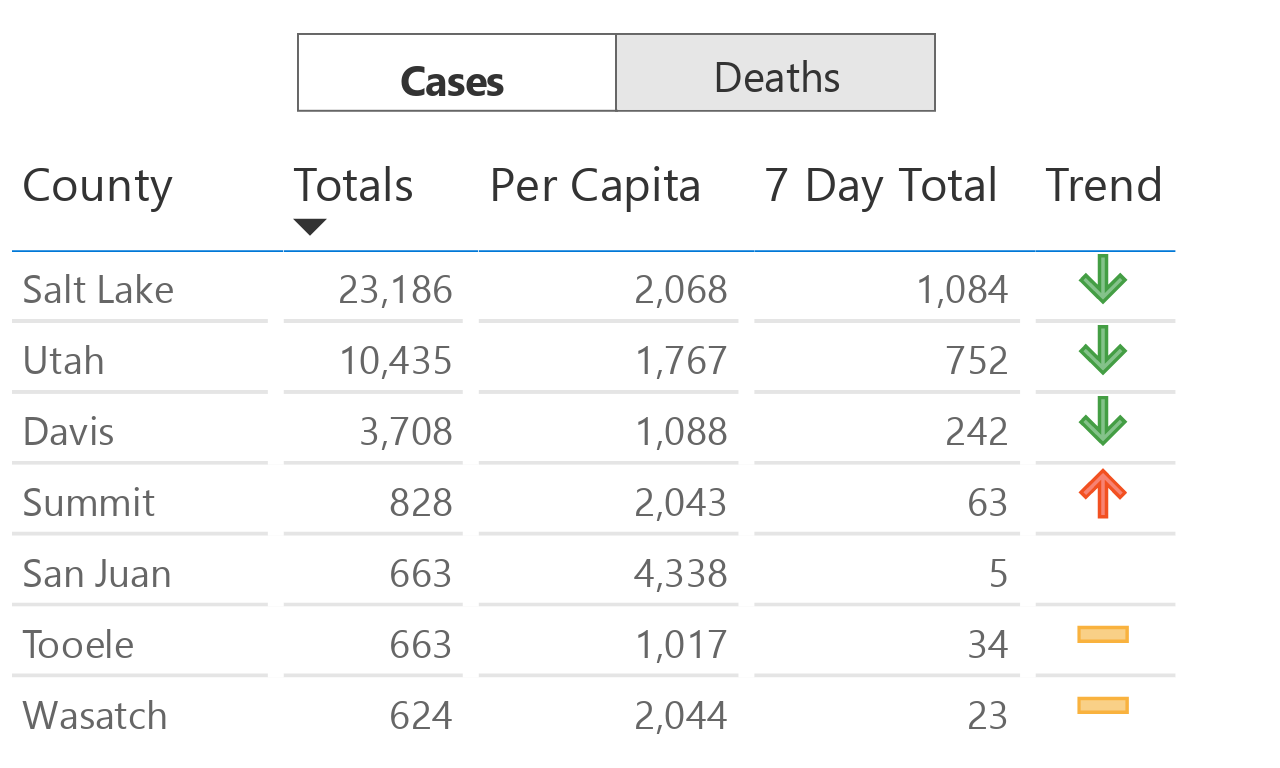 Cases Deaths
County Totals Per Capita 7 Day Total Trend
Salt Lake 23,186 2,068 1,084
Utah 10,435 1,767 752
Davis 3,708 1,088 242
Summit 828 2,043 63
San Juan 663 4,338 5
Tooele 663 1,017 34
Wasatch 624 2,044 23